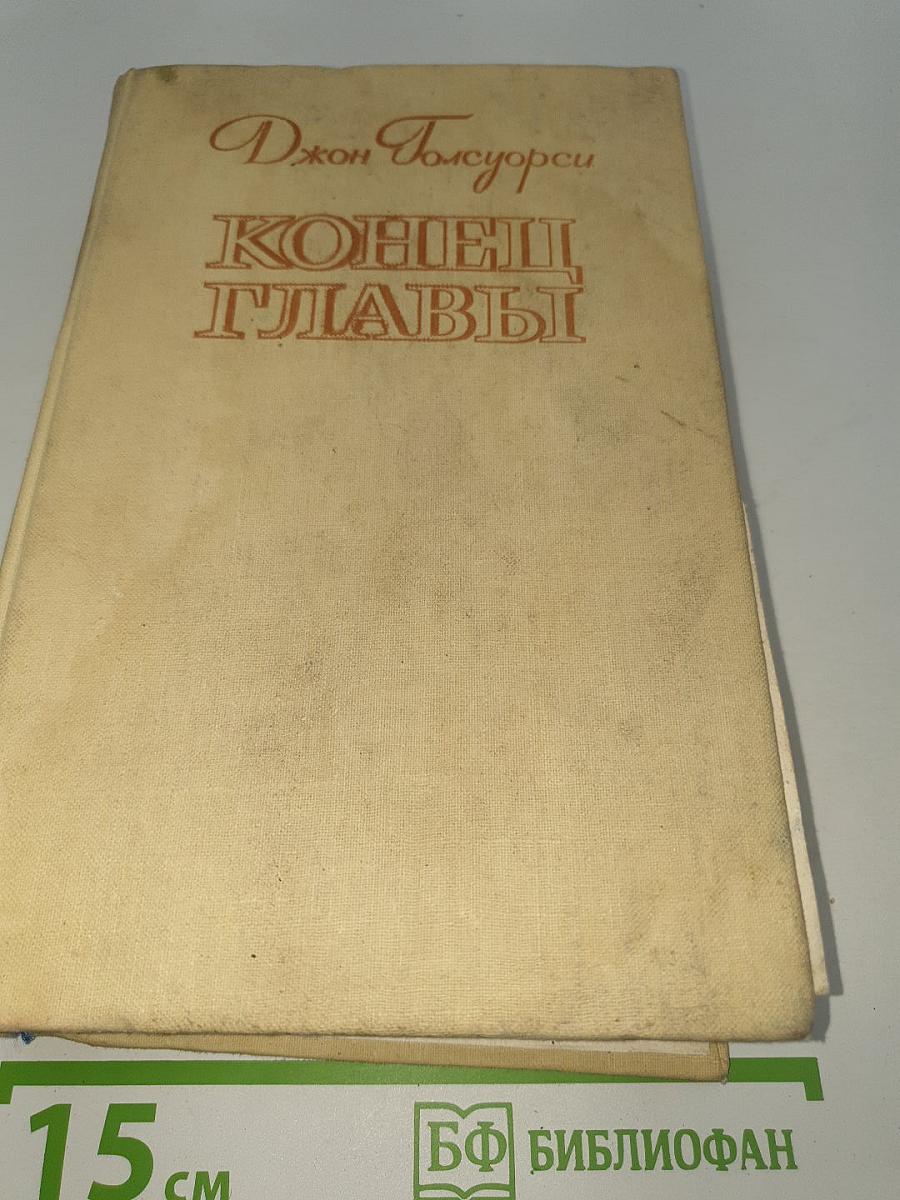 Джон Голсуорси
КОНЕЦ
ГЛАВЫ
15 см
БФ БИБЛИОФАН